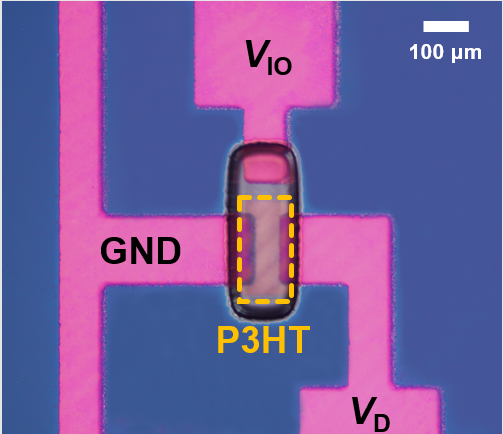 V_IO
100 μm
GND
P3HT
V_D